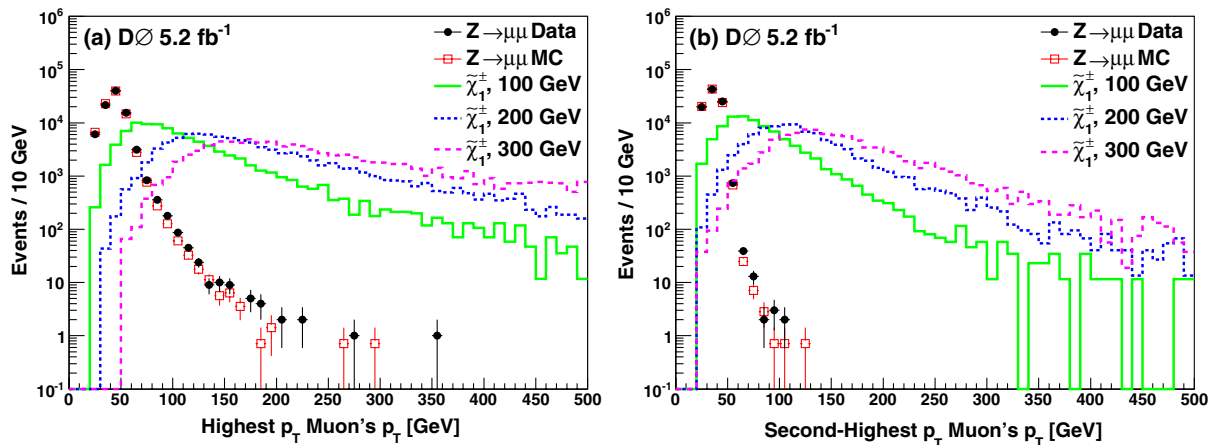 (a) DØ 5.2 fb⁻¹
Z→μμ Data
Z→μμ MC
χ̃₁±, 100 GeV
χ̃₁±, 200 GeV
χ̃₁±, 300 GeV
Events / 10 GeV
10⁶
10⁵
10⁴
10³
10²
10
1
10⁻¹
0 50 100 150 200 250 300 350 400 450 500
Highest p_T Muon's p_T [GeV]
(b) DØ 5.2 fb⁻¹
Z→μμ Data
Z→μμ MC
χ̃₁±, 100 GeV
χ̃₁±, 200 GeV
χ̃₁±, 300 GeV
Events / 10 GeV
10⁶
10⁵
10⁴
10³
10²
10
1
10⁻¹
0 50 100 150 200 250 300 350 400 450 500
Second-Highest p_T Muon's p_T [GeV]